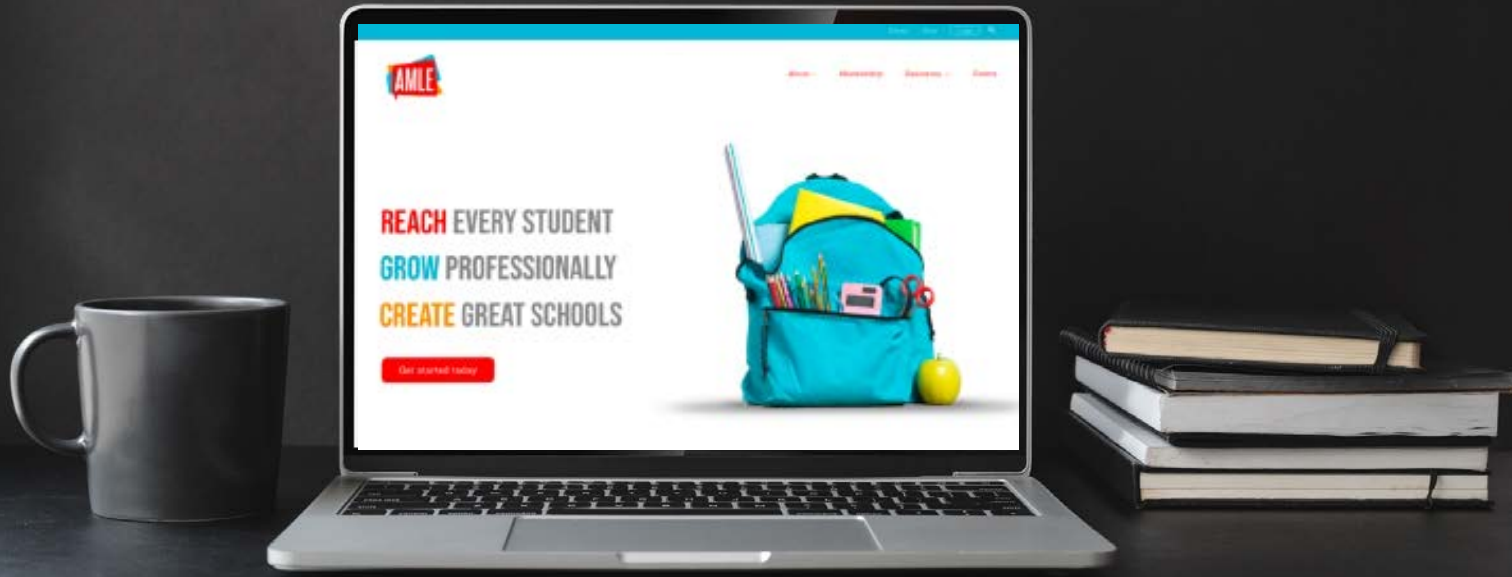 AMLE
About
Membership
Resources
Events
REACH EVERY STUDENT
GROW PROFESSIONALLY
CREATE GREAT SCHOOLS
Get started today